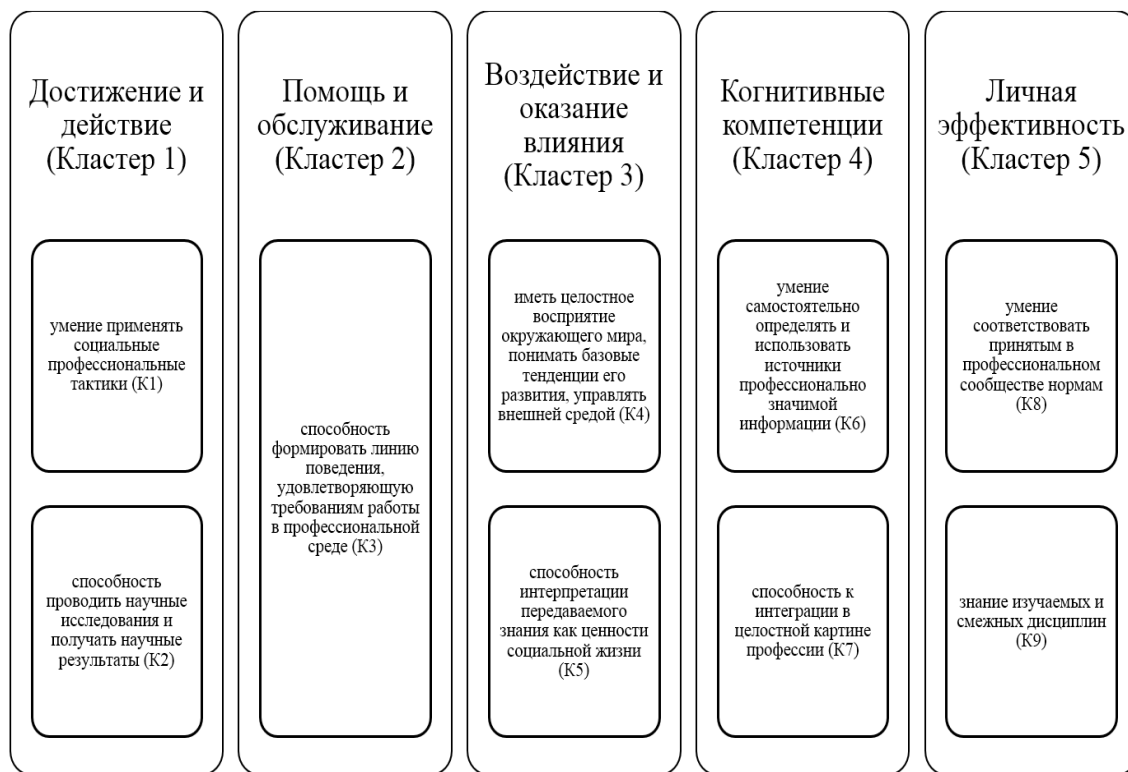 Достижение и
действие
(Кластер 1)
умение применять
социальные
профессиональные
тактики (К1)
способность
проводить научные
исследования и
получать научные
результаты (К2)
Помощь и
обслуживание
(Кластер 2)
способность
формировать линию
поведения,
удовлетворяющую
требованиям работы
в профессиональной
среде (К3)
Воздействие и
оказание
влияния
(Кластер 3)
иметь целостное
восприятие
окружающего мира,
понимать базовые
тенденции его
развития, управлять
внешней средой (К4)
способность
интерпретации
передаваемого
знания как ценности
социальной жизни
(К5)
Когнитивные
компетенции
(Кластер 4)
умение
самостоятельно
определять и
использовать
источники
профессионально
значимой
информации (К6)
способность к
интеграции в
целостной картине
профессии (К7)
Личная
эффективность
(Кластер 5)
умение
соответствовать
принятым в
профессиональном
сообществе нормам
(К8)
знание изучаемых и
смежных дисциплин
(К9)